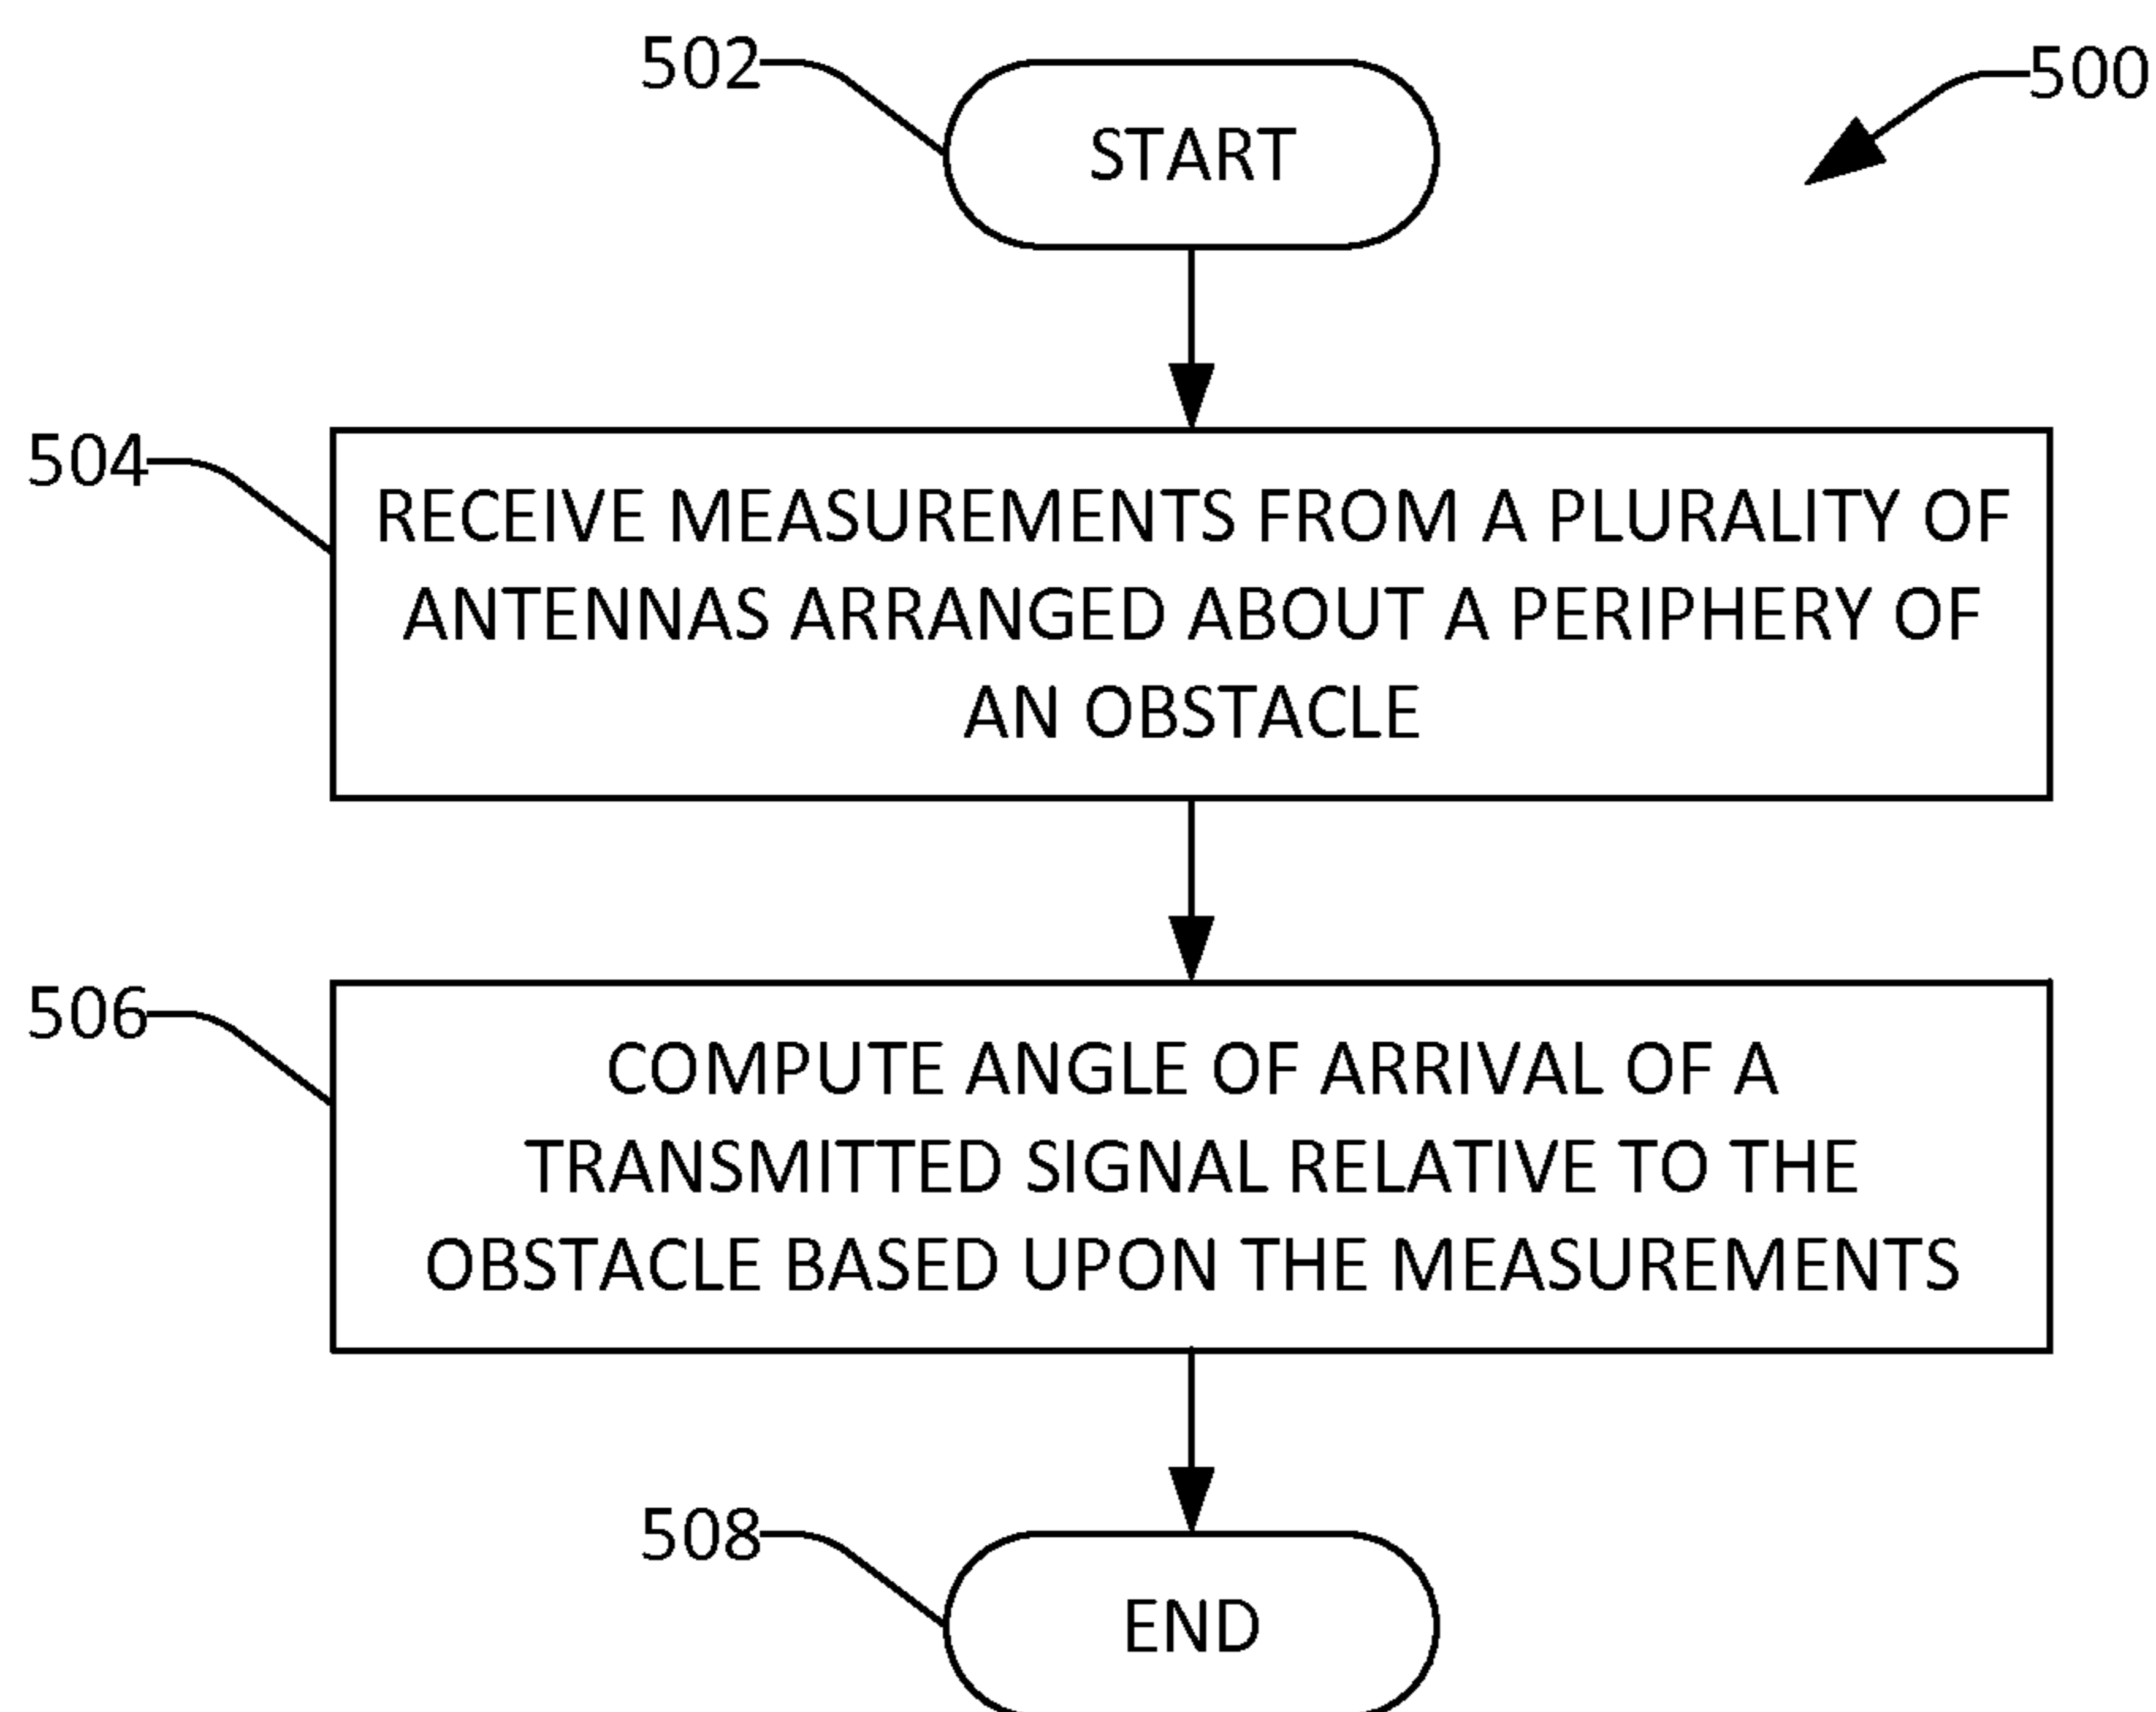 502
START
500
504
RECEIVE MEASUREMENTS FROM A PLURALITY OF
ANTENNAS ARRANGED ABOUT A PERIPHERY OF
AN OBSTACLE
506
COMPUTE ANGLE OF ARRIVAL OF A
TRANSMITTED SIGNAL RELATIVE TO THE
OBSTACLE BASED UPON THE MEASUREMENTS
508
END